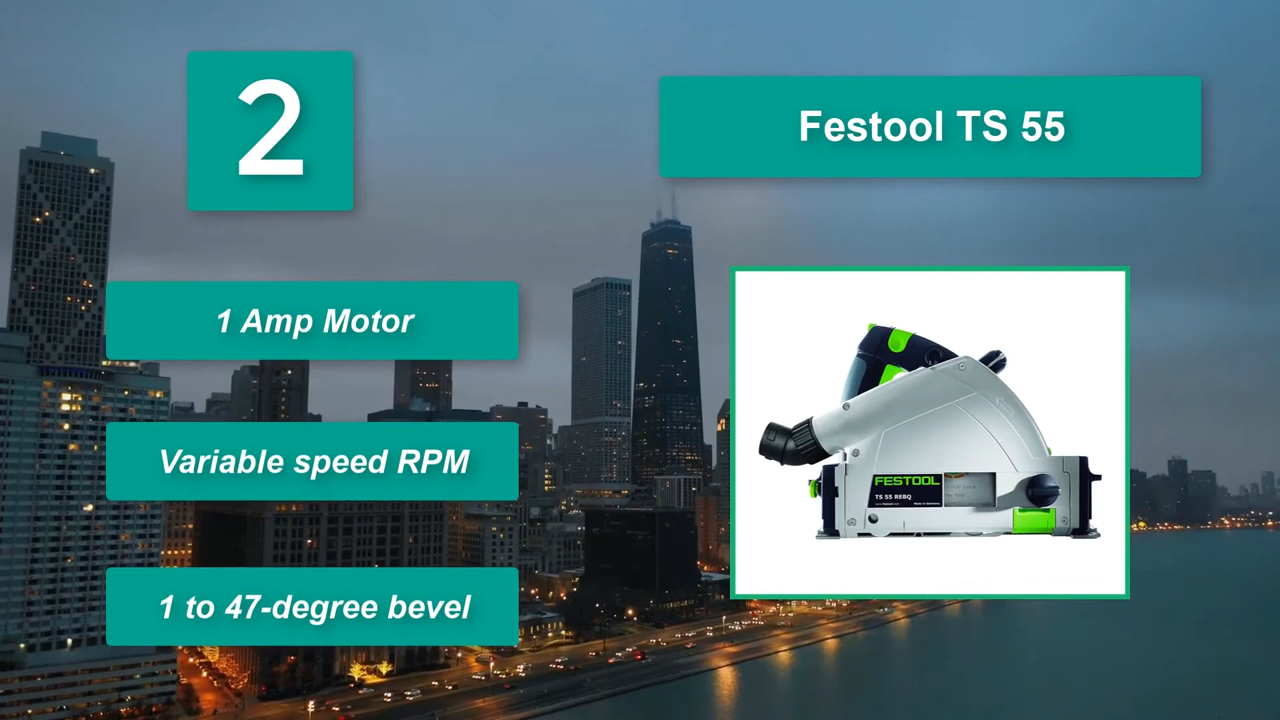 2
Festool TS 55
1 Amp Motor
Variable speed RPM
1 to 47-degree bevel
FESTOOL
TS 55 REBQ